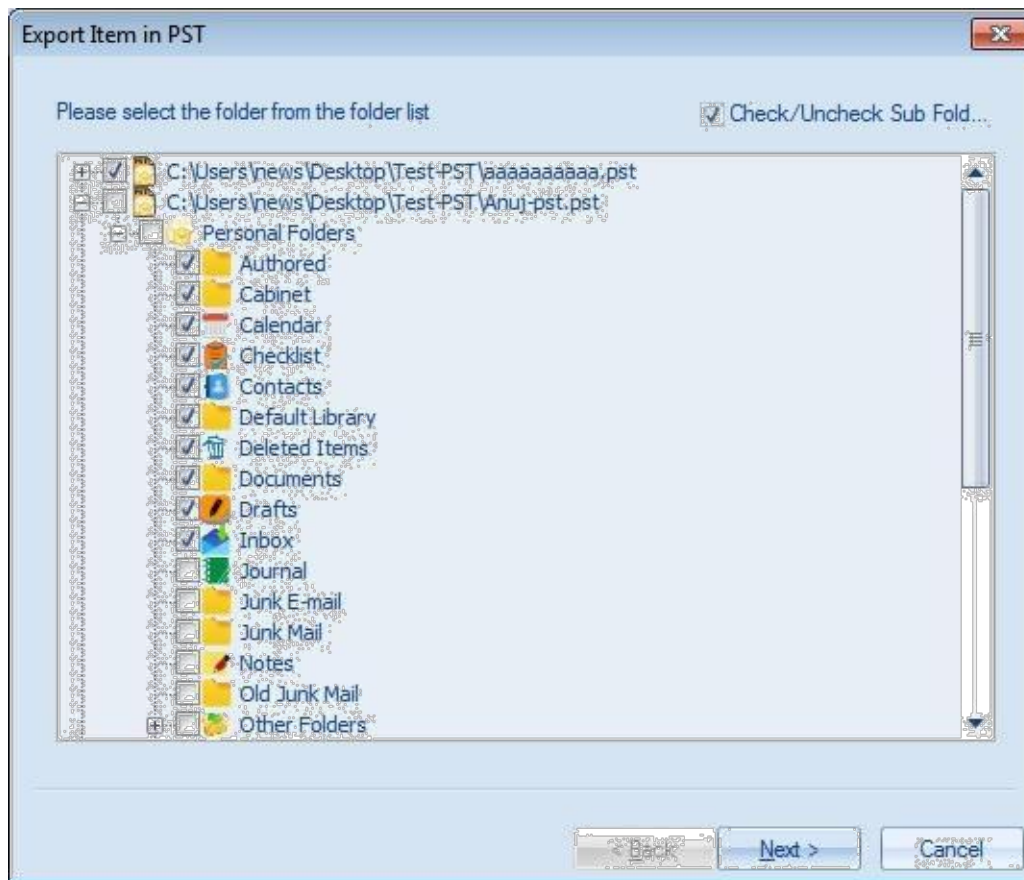 Export Item in PST
Please select the folder from the folder list
Check/Uncheck Sub Fold...
C:\Users\news\Desktop\Test-PST\aaaaaaaaaa.pst
C:\Users\news\Desktop\Test-PST\Anuj-pst.pst
Personal Folders
Authored
Cabinet
Calendar
Checklist
Contacts
Default Library
Deleted Items
Documents
Drafts
Inbox
Journal
Junk E-mail
Junk Mail
Notes
Old Junk Mail
Other Folders
< Back Next > Cancel